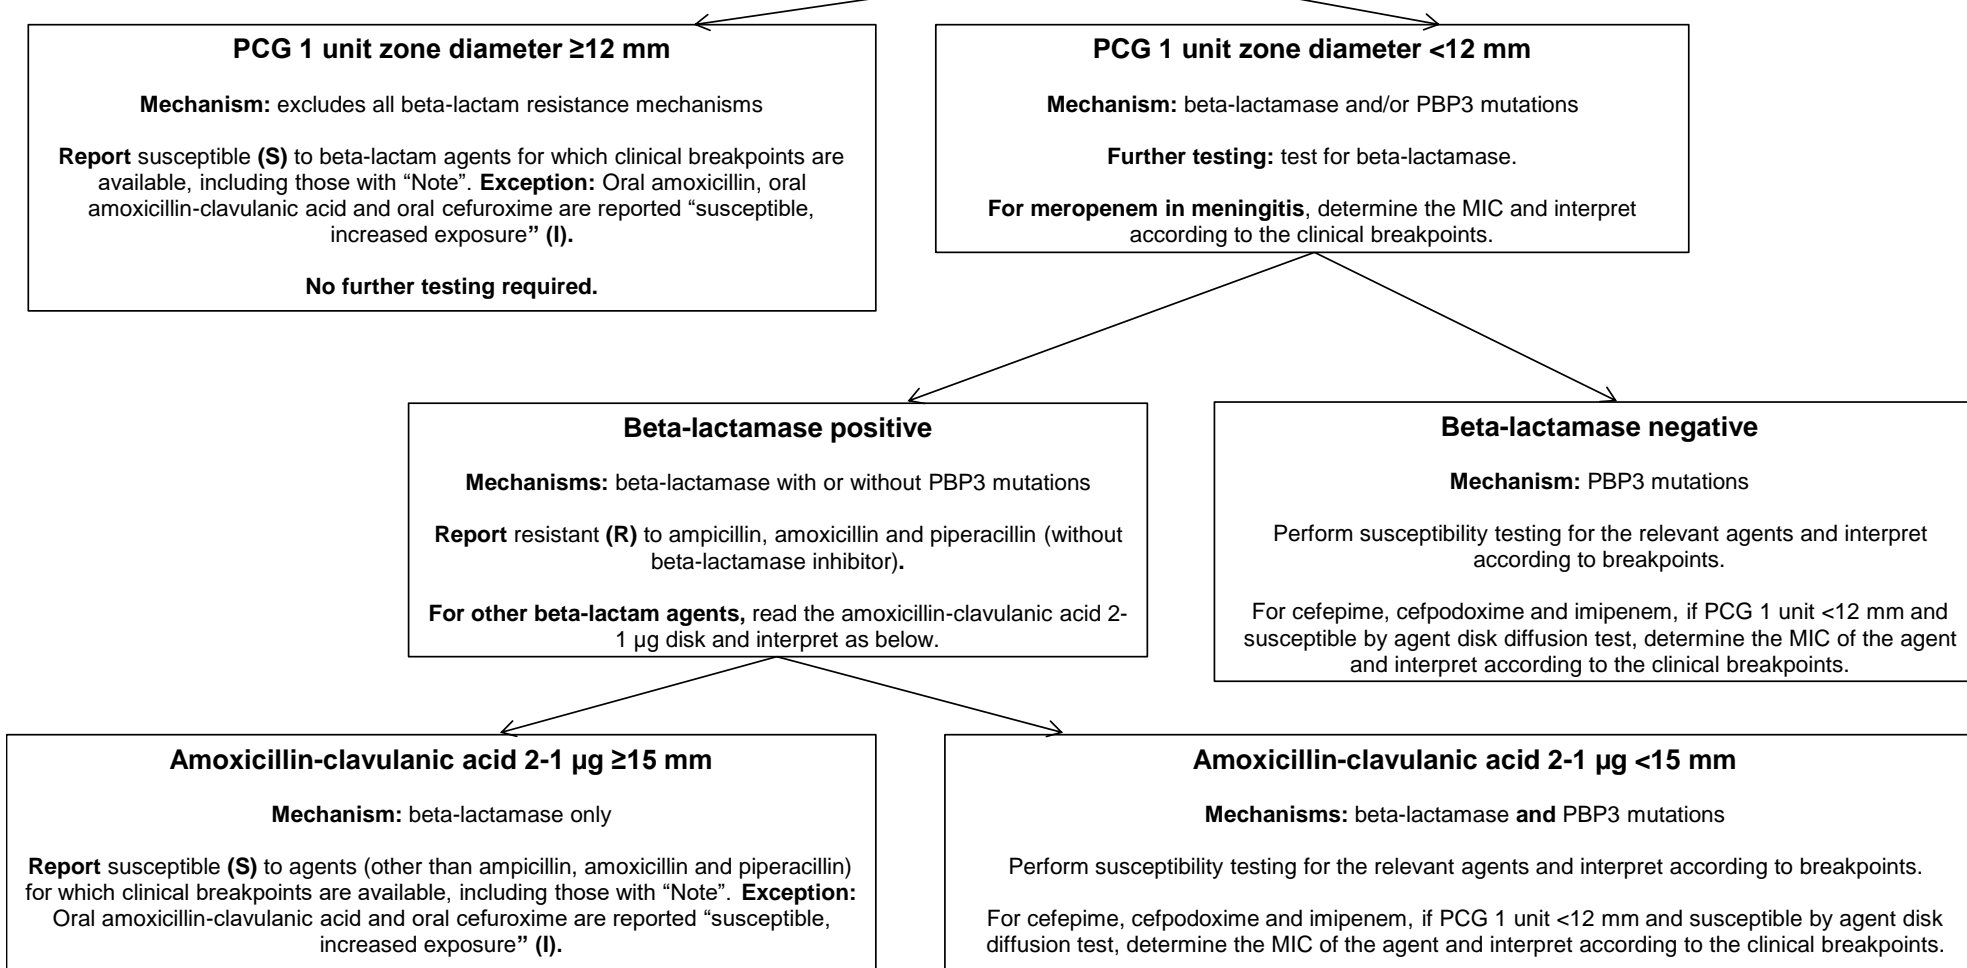 PCG 1 unit zone diameter ≥12 mm
Mechanism: excludes all beta-lactam resistance mechanisms
Report susceptible (S) to beta-lactam agents for which clinical breakpoints are
available, including those with “Note”. Exception: Oral amoxicillin, oral
amoxicillin-clavulanic acid and oral cefuroxime are reported “susceptible,
increased exposure” (I).
No further testing required.
PCG 1 unit zone diameter <12 mm
Mechanism: beta-lactamase and/or PBP3 mutations
Further testing: test for beta-lactamase.
For meropenem in meningitis, determine the MIC and interpret
according to the clinical breakpoints.
Beta-lactamase positive
Mechanisms: beta-lactamase with or without PBP3 mutations
Report resistant (R) to ampicillin, amoxicillin and piperacillin (without
beta-lactamase inhibitor).
For other beta-lactam agents, read the amoxicillin-clavulanic acid 2-
1 µg disk and interpret as below.
Beta-lactamase negative
Mechanism: PBP3 mutations
Perform susceptibility testing for the relevant agents and interpret
according to breakpoints.
For cefepime, cefpodoxime and imipenem, if PCG 1 unit <12 mm and
susceptible by agent disk diffusion test, determine the MIC of the agent
and interpret according to the clinical breakpoints.
Amoxicillin-clavulanic acid 2-1 µg ≥15 mm
Mechanism: beta-lactamase only
Report susceptible (S) to agents (other than ampicillin, amoxicillin and piperacillin)
for which clinical breakpoints are available, including those with “Note”. Exception:
Oral amoxicillin-clavulanic acid and oral cefuroxime are reported “susceptible,
increased exposure” (I).
Amoxicillin-clavulanic acid 2-1 µg <15 mm
Mechanisms: beta-lactamase and PBP3 mutations
Perform susceptibility testing for the relevant agents and interpret according to breakpoints.
For cefepime, cefpodoxime and imipenem, if PCG 1 unit <12 mm and susceptible by agent disk
diffusion test, determine the MIC of the agent and interpret according to the clinical breakpoints.